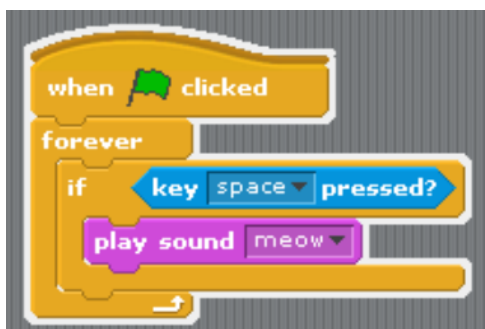 when clicked
forever
if key space pressed?
play sound meow